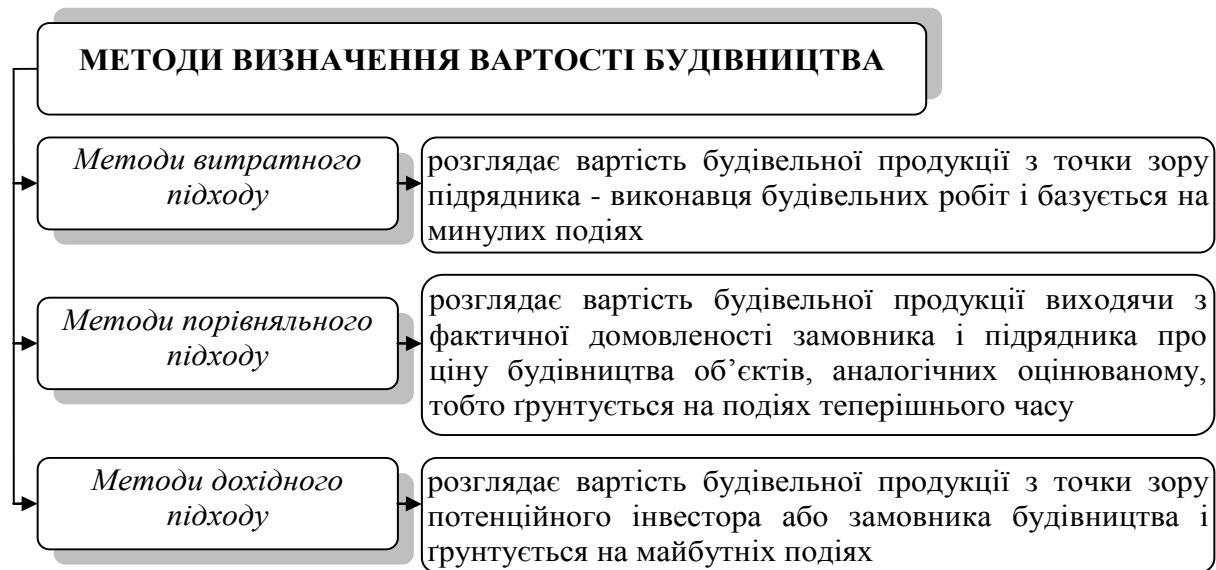 МЕТОДИ ВИЗНАЧЕННЯ ВАРТОСТІ БУДІВНИЦТВА
Методи витратного
підходу
розглядає вартість будівельної продукції з точки зору
підрядника - виконавця будівельних робіт і базується на
минулих подіях
Методи порівняльного
підходу
розглядає вартість будівельної продукції виходячи з
фактичної домовленості замовника і підрядника про
ціну будівництва об’єктів, аналогічних оцінюваному,
тобто ґрунтується на подіях теперішнього часу
Методи дохідного
підходу
розглядає вартість будівельної продукції з точки зору
потенційного інвестора або замовника будівництва і
ґрунтується на майбутніх подіях